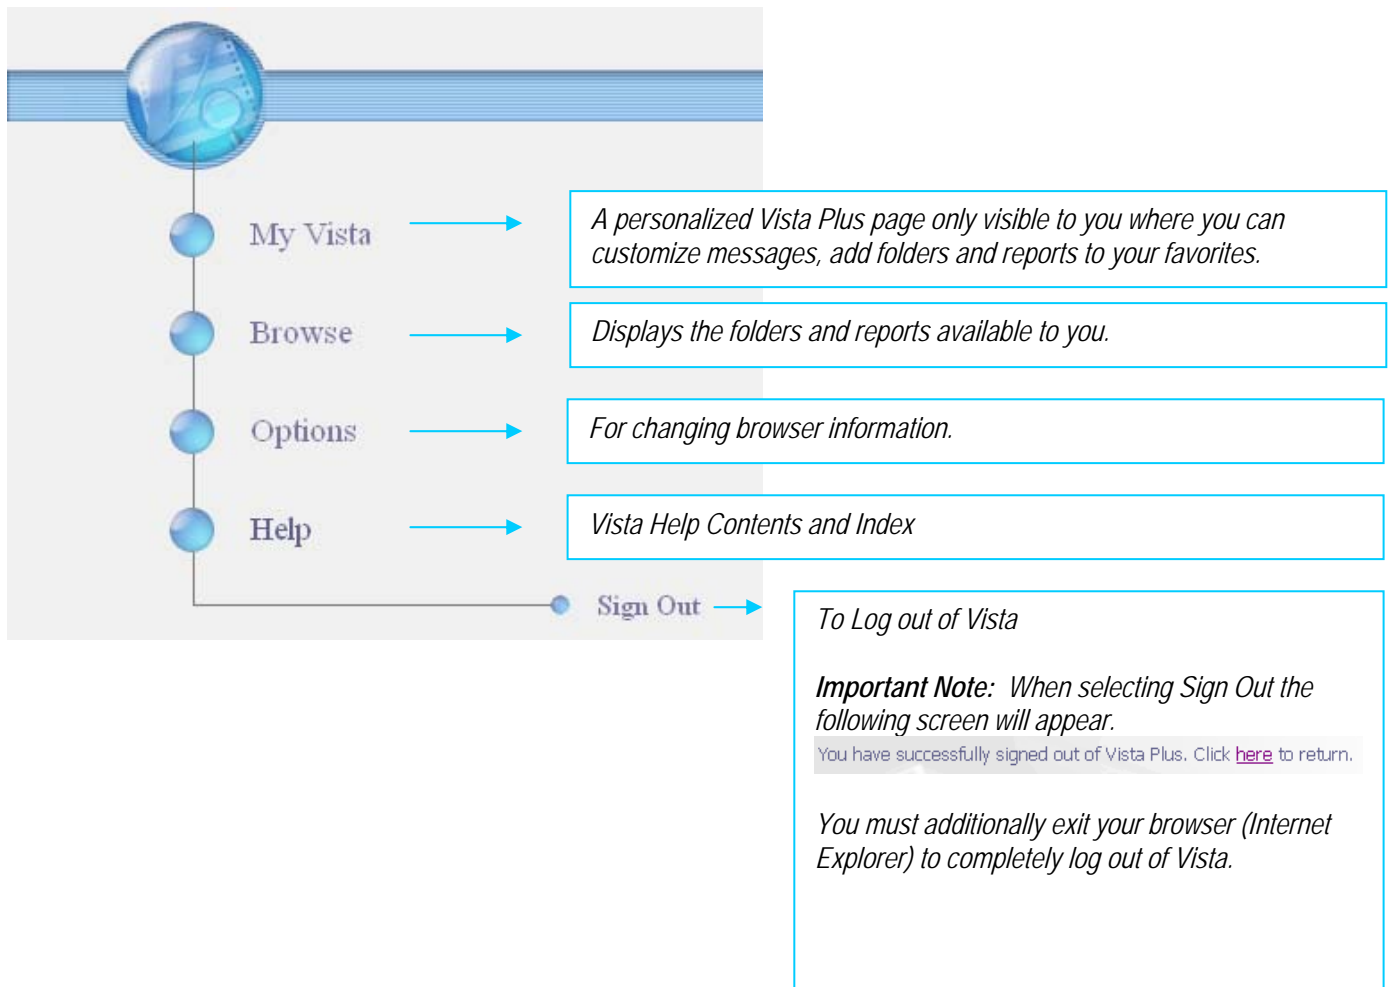 My Vista
A personalized Vista Plus page only visible to you where you can
customize messages, add folders and reports to your favorites.
Browse
Displays the folders and reports available to you.
Options
For changing browser information.
Help
Vista Help Contents and Index
Sign Out
To Log out of Vista
Important Note: When selecting Sign Out the
following screen will appear.
You have successfully signed out of Vista Plus. Click here to return.
You must additionally exit your browser (Internet
Explorer) to completely log out of Vista.